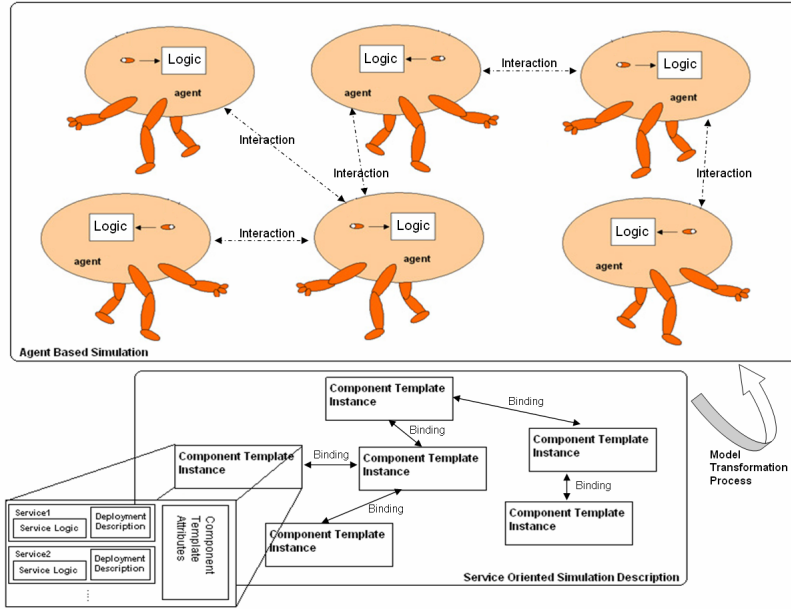 Logic
agent
Logic
agent
Interaction
Logic
agent
Interaction
Interaction
Interaction
Logic
agent
Interaction
Logic
agent
Logic
agent
Agent Based Simulation
Component Template
Instance
Binding
Binding
Component Template
Instance
Binding
Component Template
Instance
Component Template
Instance
Model
Transformation
Process
Binding
Binding
Component Template
Instance
Component Template
Instance
Service1
Service Logic
Deployment
Description
Service2
Service Logic
Deployment
Description
Component
Template
Attributes
Service Oriented Simulation Description